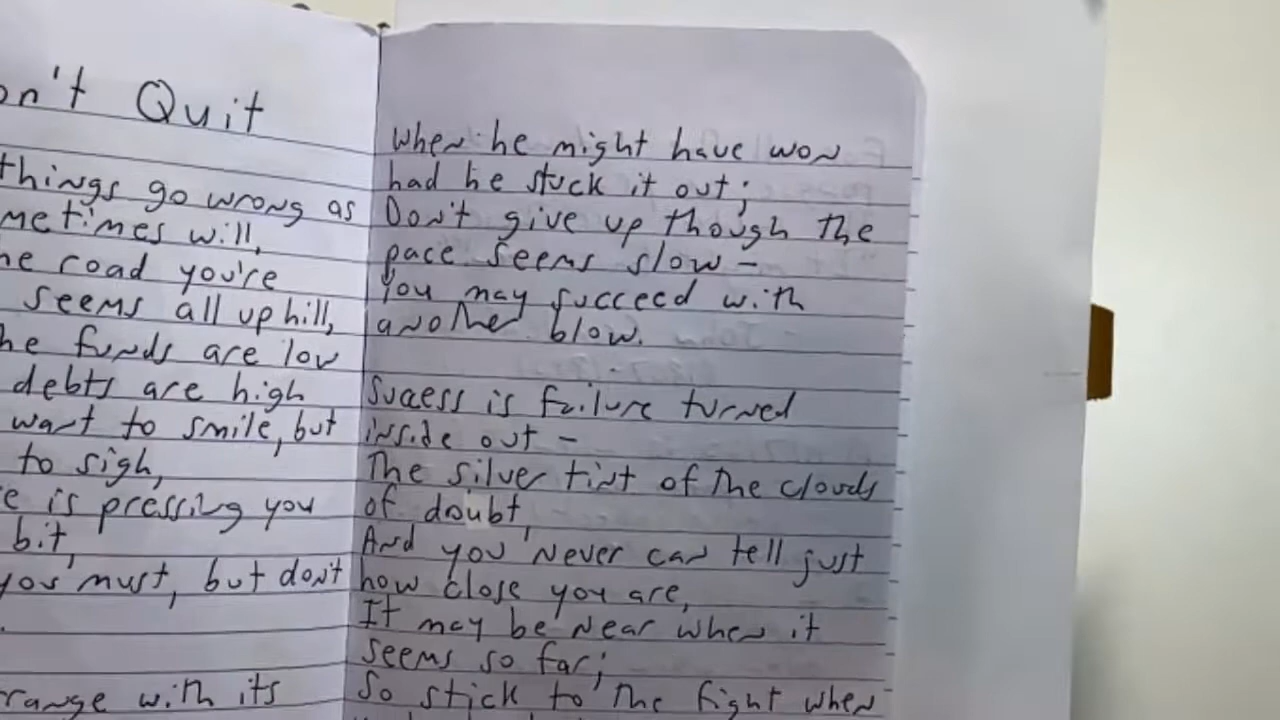 on't Quit
things go wrong as
metimes will,
he road you're
seems all uphill,
he funds are low
debts are high
want to smile, but
to sigh,
e is pressing you
bit,
you must, but don't
range with its
When he might have won
had he stuck it out;
Don't give up though the
pace seems slow -
You may succeed with
another blow.
Success is failure turned
inside out -
The silver tint of the clouds
of doubt,
And you never can tell just
how close you are,
It may be near when it
seems so far;
So stick to the fight when